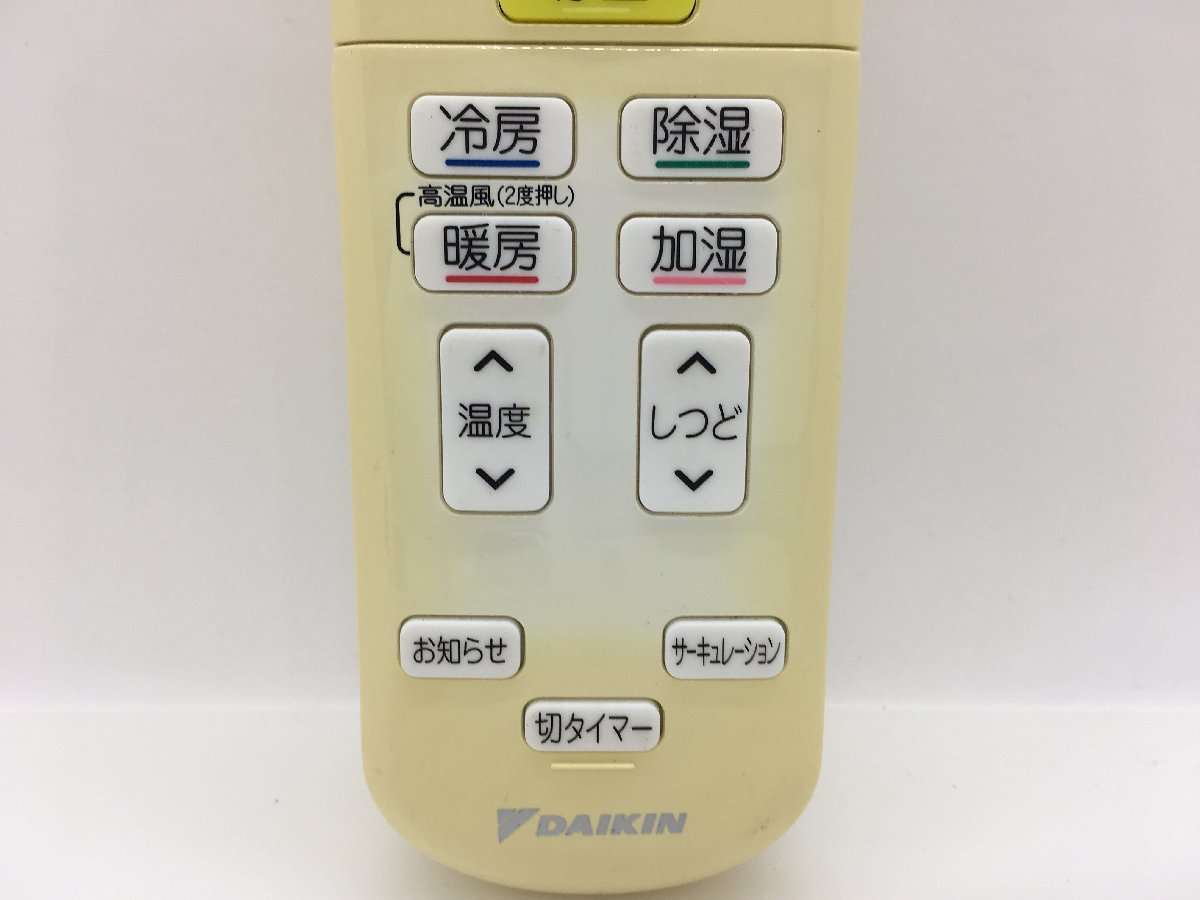 冷房
除湿
高温風(2度押し)
暖房
加湿
温度
しつど
お知らせ
サーキュレーション
切タイマー
DAIKIN